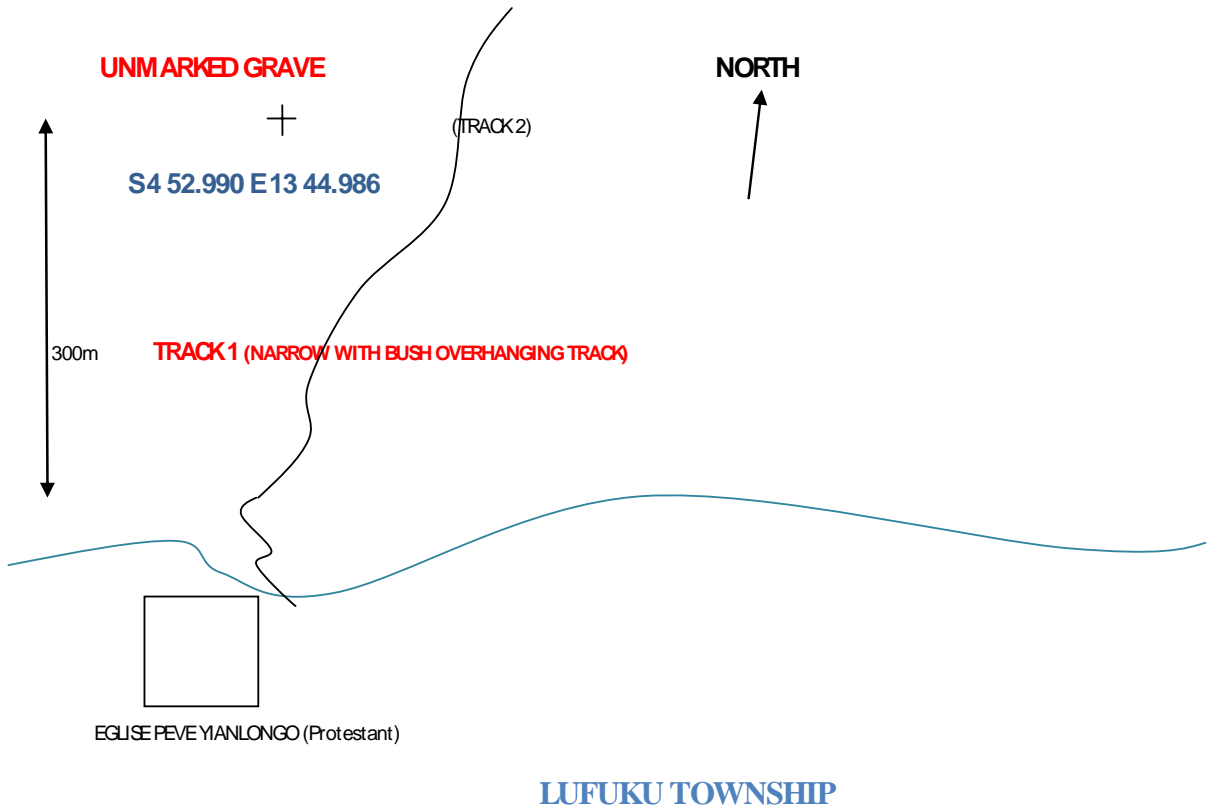 UNMARKED GRAVE
NORTH
(TRACK 2)
S4 52.990 E13 44.986
300m
TRACK 1 (NARROW WITH BUSH OVERHANGING TRACK)
EGLISE PEVE YIANLONGO (Protestant)
LUFUKU TOWNSHIP